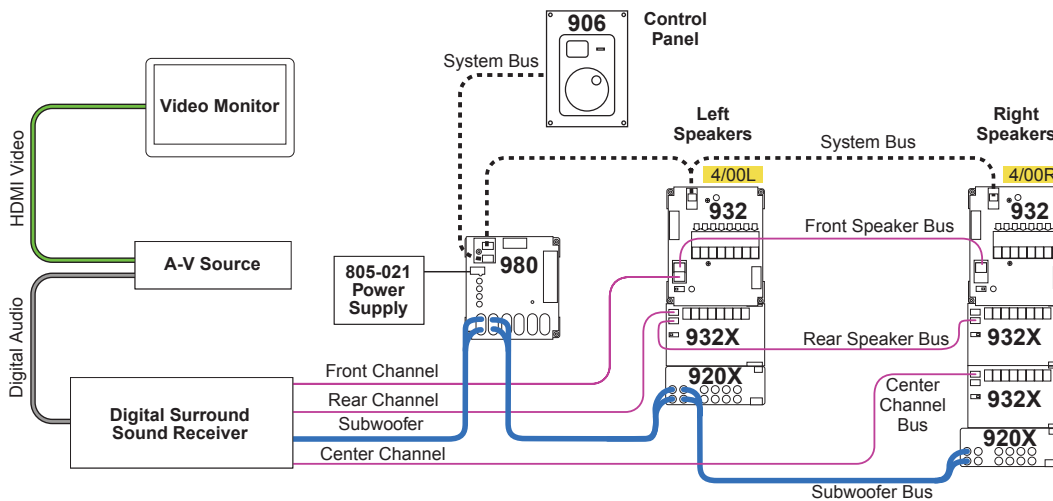 906
Control
Panel
System Bus
Video Monitor
HDMI Video
Left
Speakers
Right
Speakers
System Bus
4/00L
4/00R
932
932
Front Speaker Bus
A-V Source
980
805-021
Power
Supply
Digital Audio
932X
Rear Speaker Bus
932X
Front Channel
920X
Center
Channel
Bus
932X
Rear Channel
Digital Surround
Sound Receiver
Subwoofer
Center Channel
920X
Subwoofer Bus